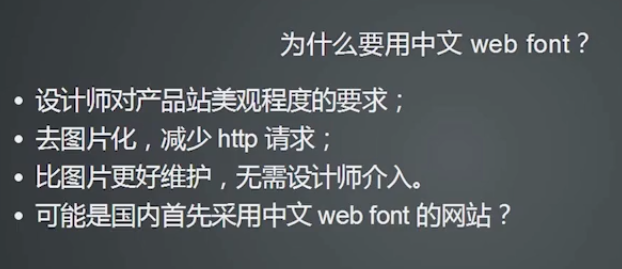 为什么要用中文 web font？
• 设计师对产品站美观程度的要求；
• 去图片化，减少 http 请求；
• 比图片更好维护，无需设计师介入。
• 可能是国内首先采用中文 web font 的网站？